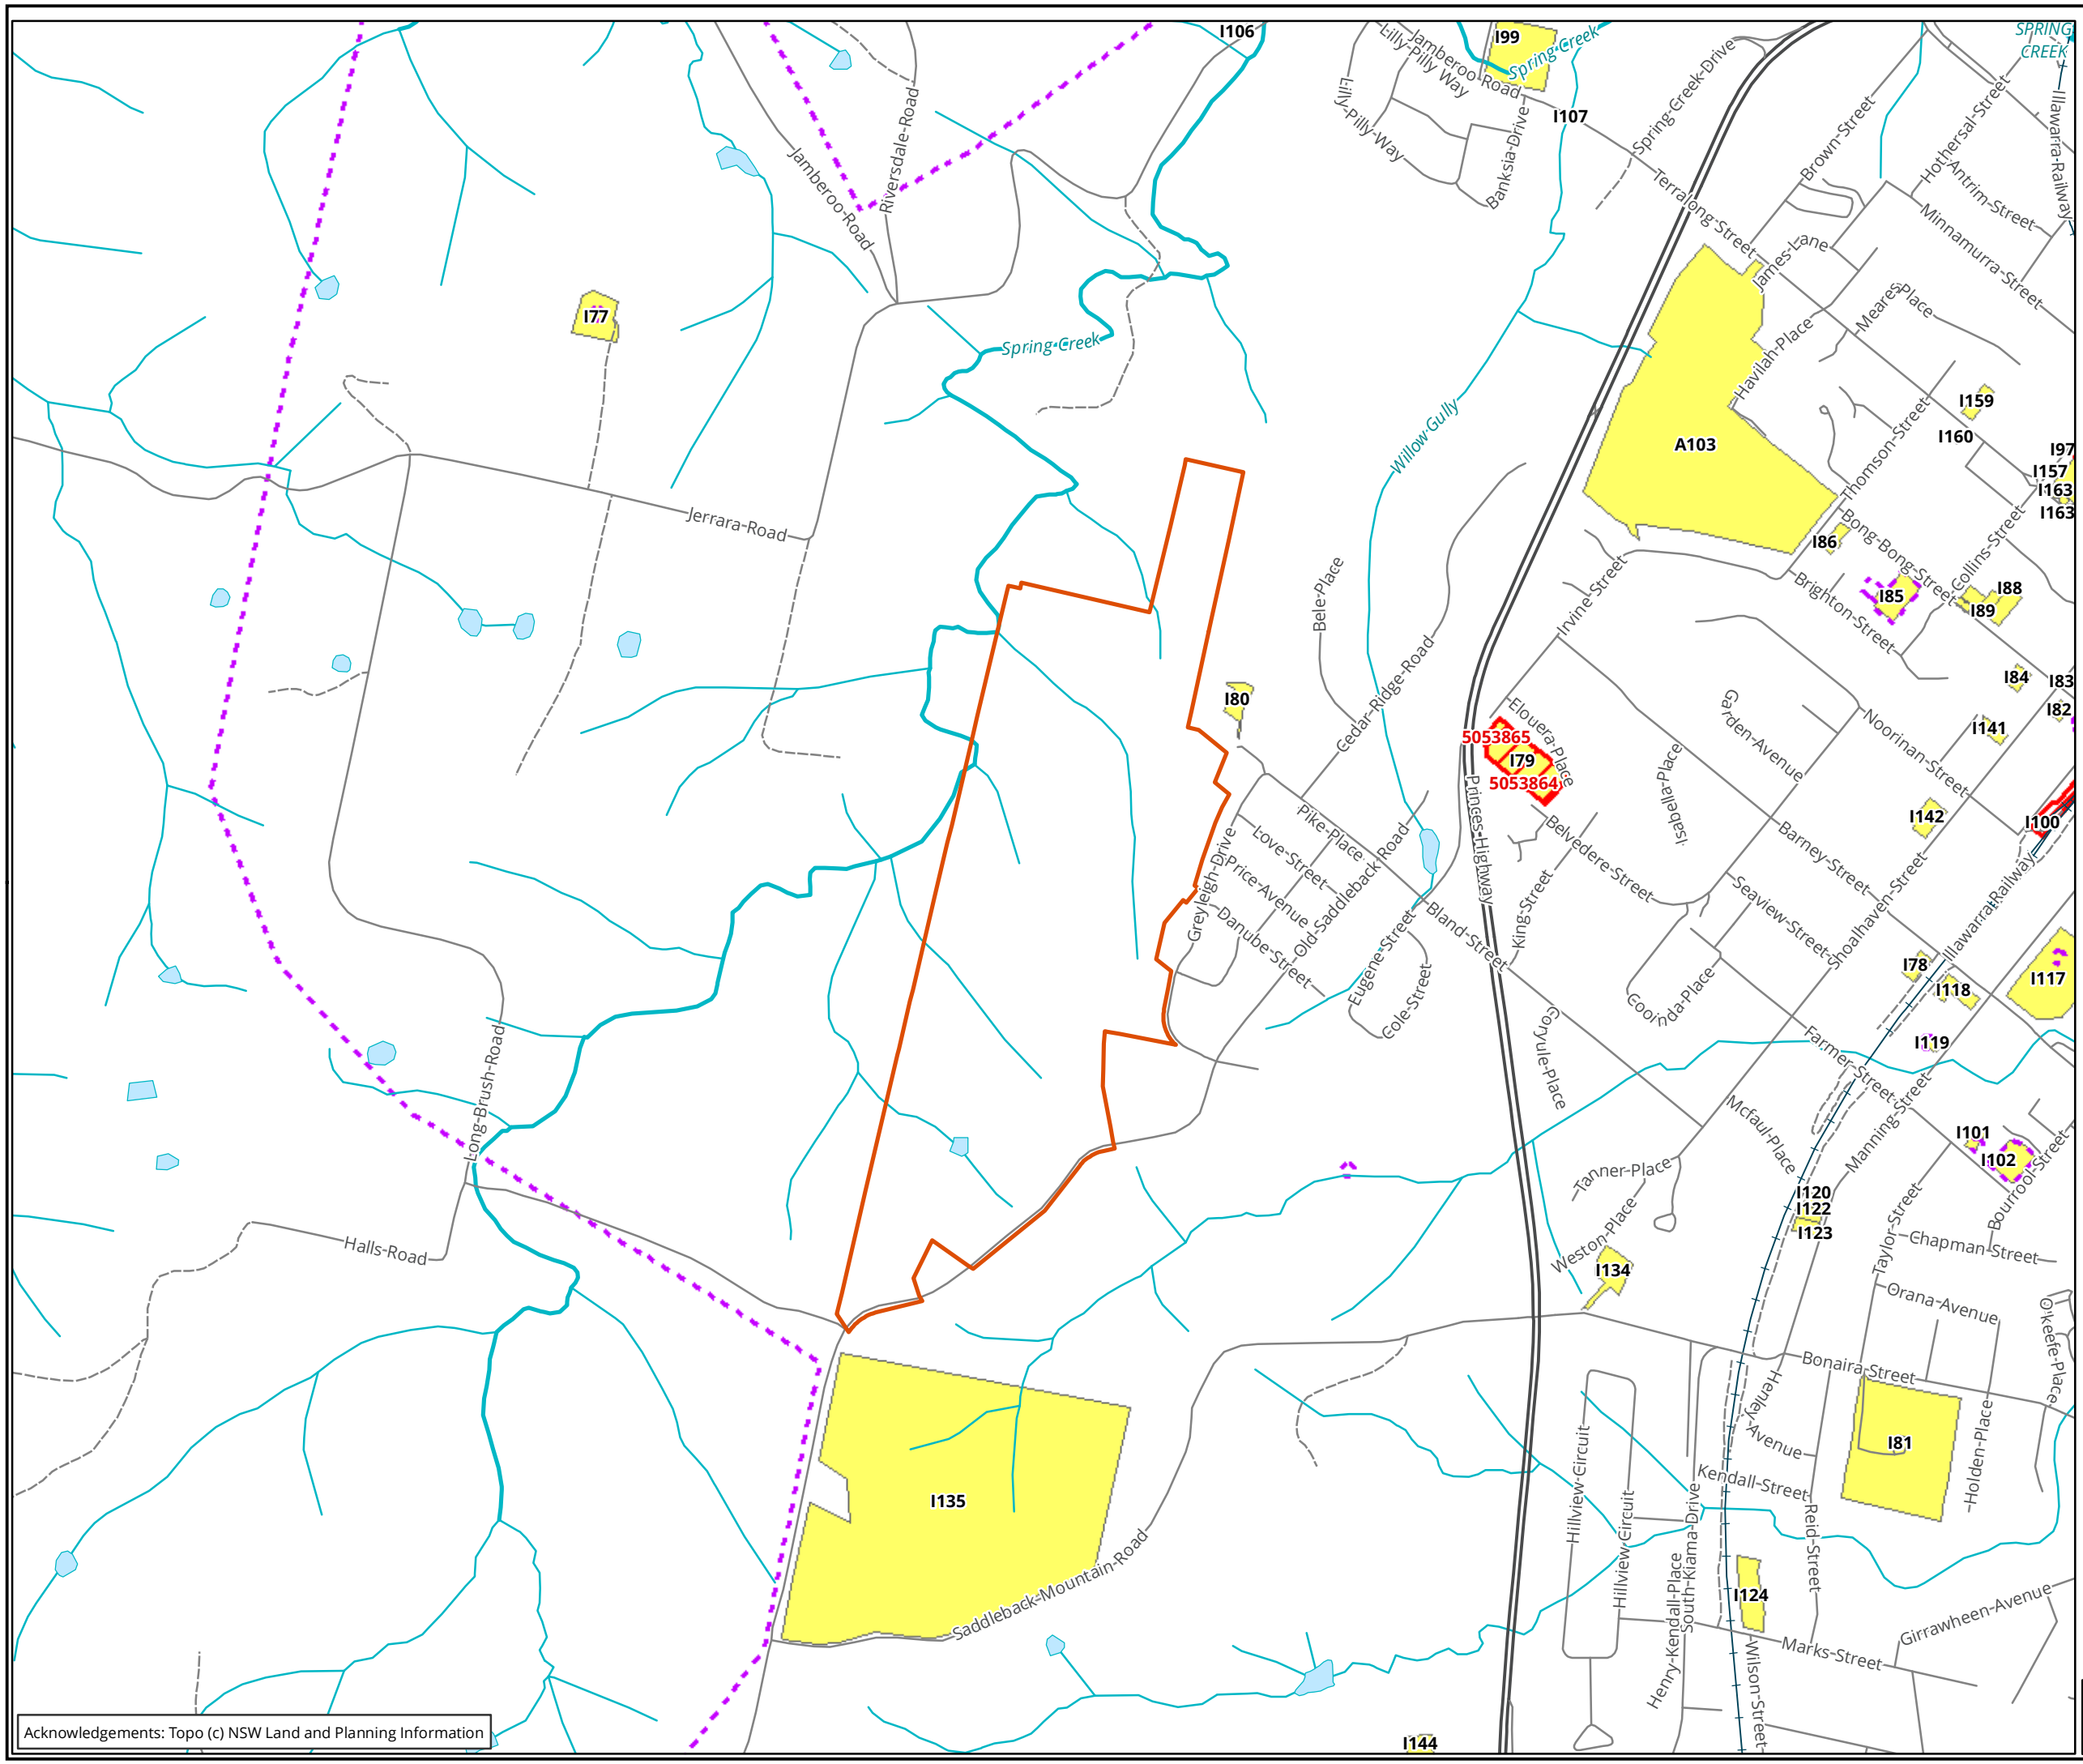 I106
I99
Spring Creek
SPRING
CREEK
Jamberoo-Road
Lilly-Pilly Way
Lilly-Pilly-Way
Banksia-Drive
I107
Spring-Creek-Drive
Brown-Street
Hothersal-Street
Antrim-Street
Minnamurra-Street
Illawarra-Railway
Terralong-Street
James-Lane
Meares-Place
Havilah-Place
Jamberoo-Road
Riversdale-Road
I77
Spring-Creek
Willow-Gully
A103
I159
I160
I97
I157
I163
I163
Thomson-Street
Bong-Bong-Street
Collins-Street
I86
I85
I88
I89
Brighton-Street
Jerrara-Road
Irvine-Street
Bele-Place
Cedar-Ridge-Road
I80
I84
I83
I82
I141
Noorinan-Street
Garden-Avenue
Elouera-Place
5053865
I79
5053864
Isabella-Place
I142
I100
Princes-Highway
Pike-Place
Love-Street
Price-Avenue
Danube-Street
Greyleigh-Drive
Old-Saddleback-Road
Belvedere-Street
Barney-Street
Seaview-Street
Shoalhaven-Street
Illawarra-Railway
King-Street
Bland-Street
Eugene-Street
Cole-Street
I78
I118
I117
I119
Coorinda-Place
Coryule-Place
Farmer-Street
Manning-Street
Mcfaul-Place
Long-Brush-Road
I101
I102
Bourrool-Street
Tanner-Place
I120
I122
I123
Taylor-Street
Chapman-Street
Weston-Place
I134
Halls-Road
Orana-Avenue
O'keefe-Place
Bonaira-Street
Henley-Avenue
I81
Holden-Place
I135
Saddleback-Mountain-Road
Hillview-Circuit
Hillview-Circuit
Kendall-Street
South-Kiama-Drive
Henry-Kendall-Place
Reid-Street
I124
Girrawheen-Avenue
Marks-Street
Wilson-Street
I144
Acknowledgements: Topo (c) NSW Land and Planning Information